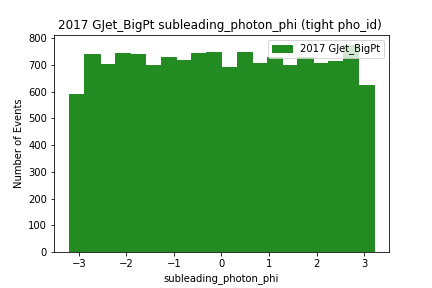 2017 GJet_BigPt subleading_photon_phi (tight pho_id)
2017 GJet_BigPt
Number of Events
800
700
600
500
400
300
200
100
0
−3 −2 −1 0 1 2 3
subleading_photon_phi